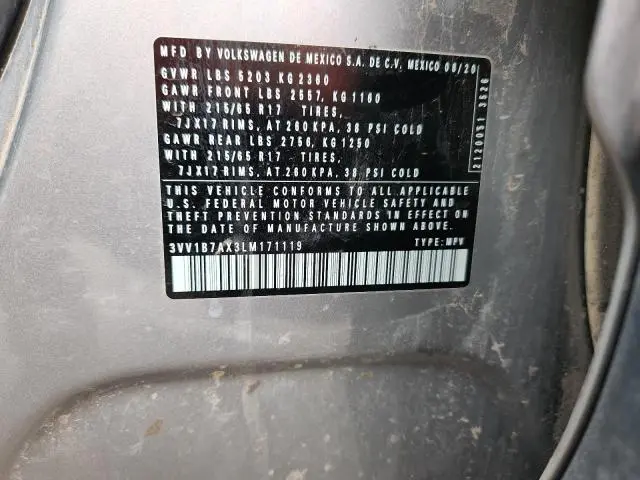 MFD BY VOLKSWAGEN DE MEXICO S.A. DE C.V. MEXICO 08/20
GVWR LBS 5203 KG 2360
GAWR FRONT LBS 2557, KG 1160
WITH 215/65 R17 TIRES,
7JX17 RIMS, AT 260 KPA, 38 PSI COLD
GAWR REAR LBS 2756, KG 1250
WITH 215/65 R17 TIRES,
7JX17 RIMS, AT 260 KPA, 38 PSI COLD
THIS VEHICLE CONFORMS TO ALL APPLICABLE
U.S. FEDERAL MOTOR VEHICLE SAFETY AND
THEFT PREVENTION STANDARDS IN EFFECT ON
THE DATE OF MANUFACTURE SHOWN ABOVE.
3VV1B7AX3LM171119 TYPE: MPV
2120051 3526